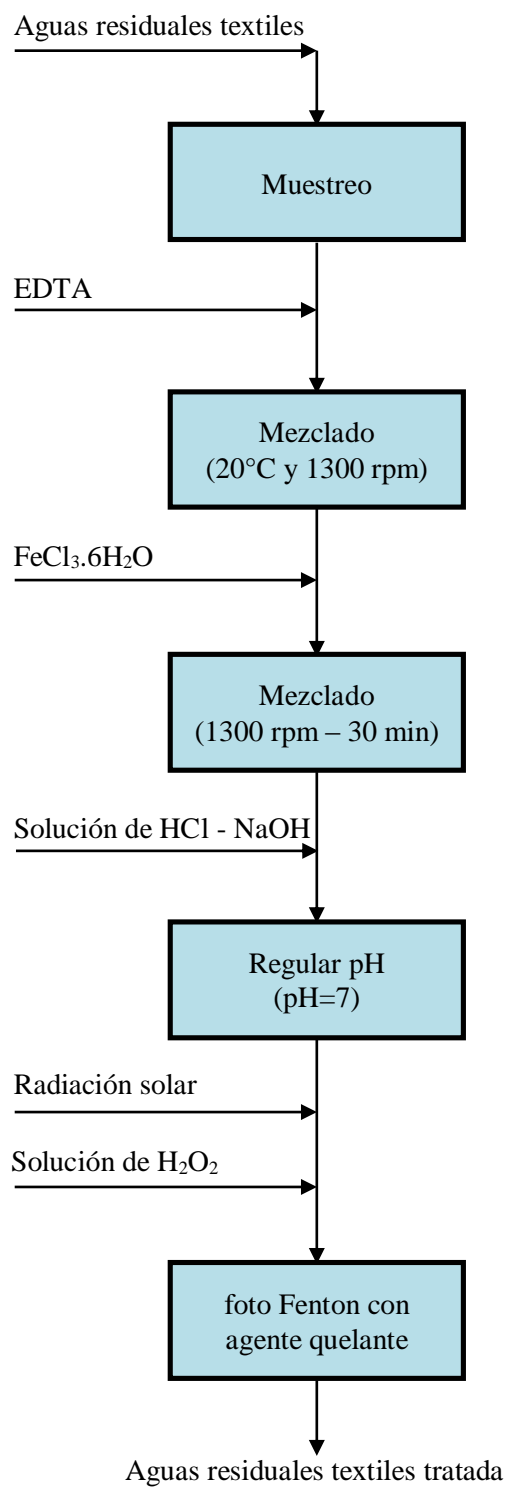 Aguas residuales textiles
Muestreo
EDTA
Mezclado
(20°C y 1300 rpm)
FeCl₃.6H₂O
Mezclado
(1300 rpm – 30 min)
Solución de HCl - NaOH
Regular pH
(pH=7)
Radiación solar
Solución de H₂O₂
foto Fenton con
agente quelante
Aguas residuales textiles tratada